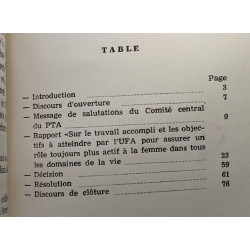 TABLE
Page
— Introduction 3
— Discours d'ouverture 7
— Message de salutations du Comité central
du PTA 9
— Rapport «Sur le travail accompli et les objec-
tifs à atteindre par l'UFA pour assurer un
rôle toujours plus actif à la femme dans tous
les domaines de la vie 23
— Décision 59
— Résolution 61
— Discours de clôture 76